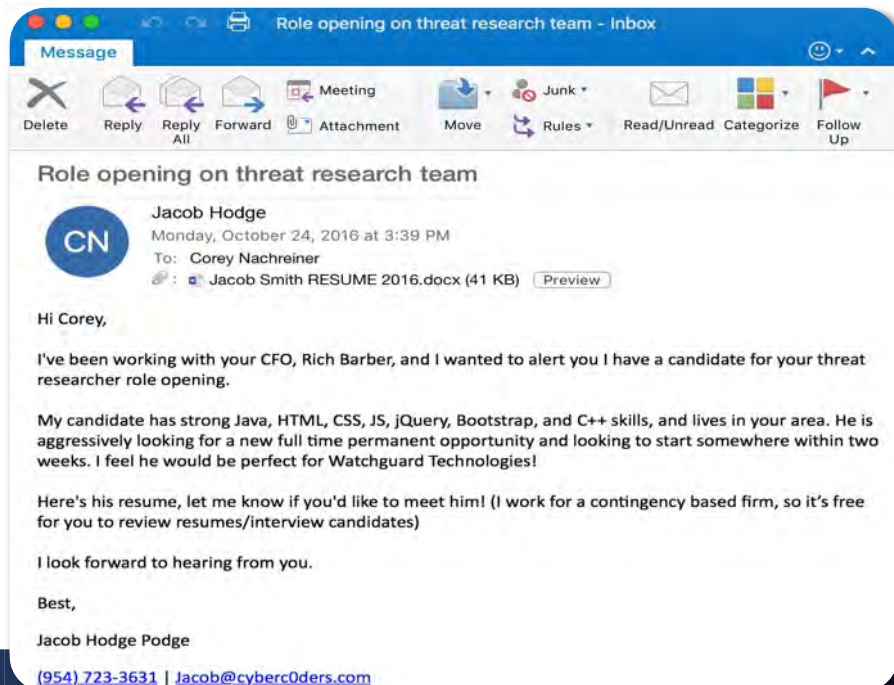 Role opening on threat research team - Inbox
Message
Delete
Reply
Reply All
Forward
Meeting
Attachment
Move
Junk
Rules
Read/Unread
Categorize
Follow Up
Role opening on threat research team
CN
Jacob Hodge
Monday, October 24, 2016 at 3:39 PM
To: Corey Nachreiner
: Jacob Smith RESUME 2016.docx (41 KB) Preview
Hi Corey,
I've been working with your CFO, Rich Barber, and I wanted to alert you I have a candidate for your threat
researcher role opening.
My candidate has strong Java, HTML, CSS, JS, jQuery, Bootstrap, and C++ skills, and lives in your area. He is
aggressively looking for a new full time permanent opportunity and looking to start somewhere within two
weeks. I feel he would be perfect for Watchguard Technologies!
Here's his resume, let me know if you'd like to meet him! (I work for a contingency based firm, so it's free
for you to review resumes/interview candidates)
I look forward to hearing from you.
Best,
Jacob Hodge Podge
(954) 723-3631 | Jacob@cyberc0ders.com